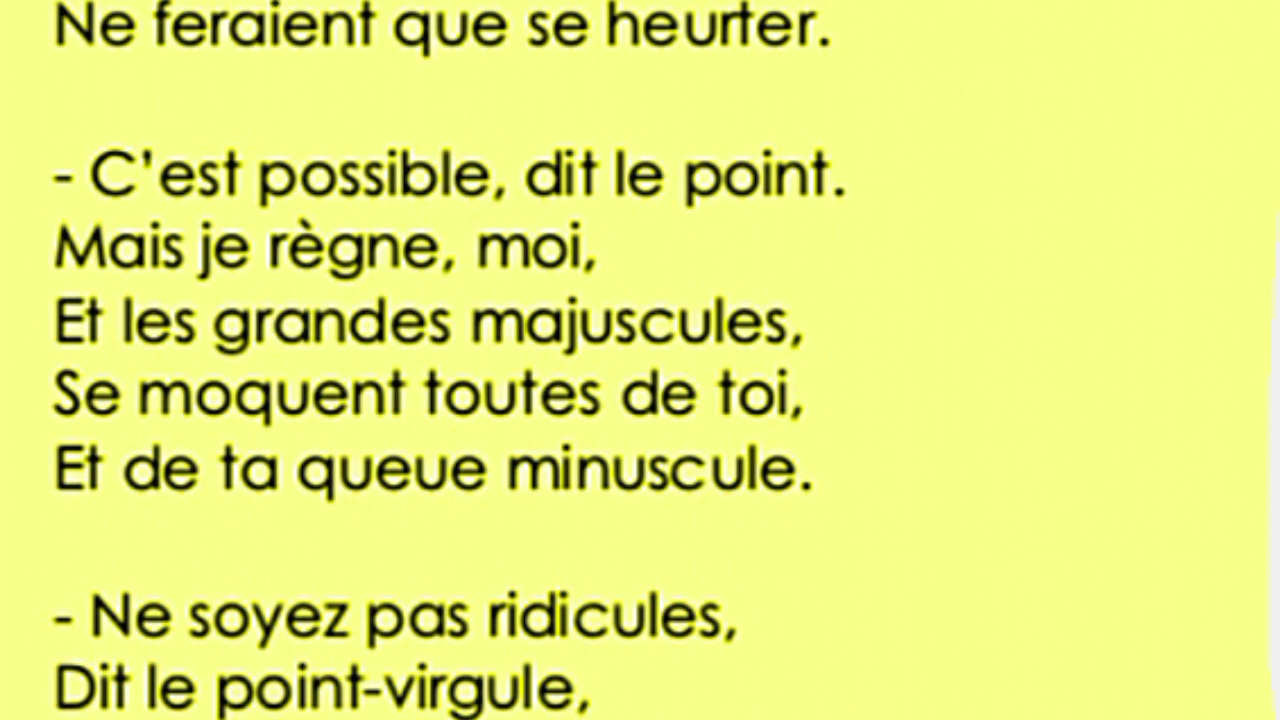 Ne feraient que se heurter.
- C'est possible, dit le point.
Mais je règne, moi,
Et les grandes majuscules,
Se moquent toutes de toi,
Et de ta queue minuscule.
- Ne soyez pas ridicules,
Dit le point-virgule,